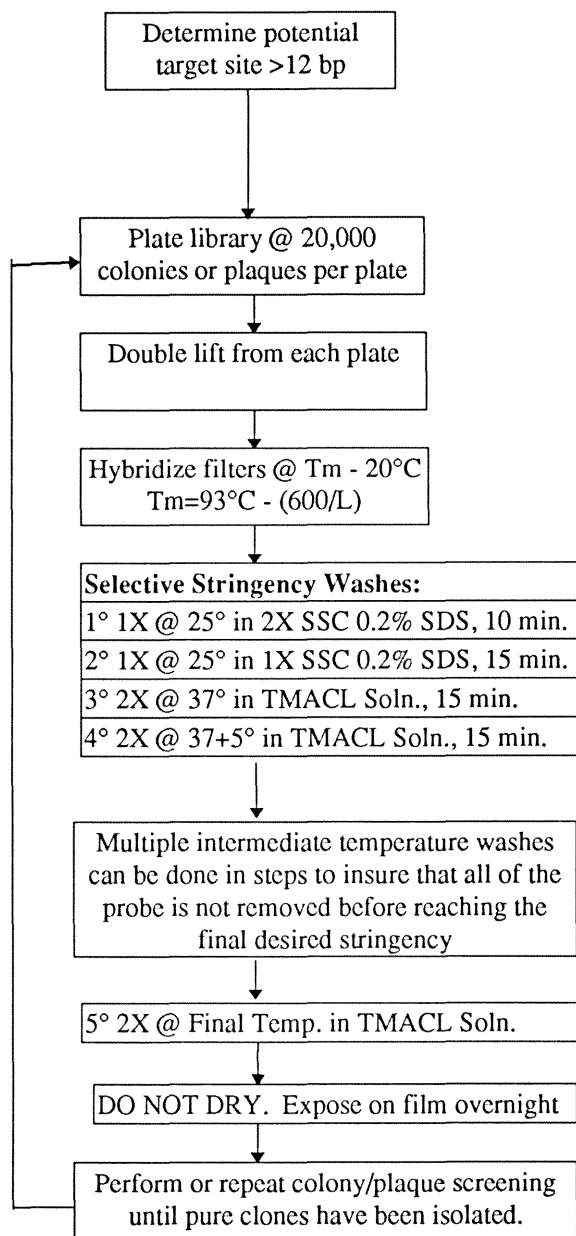 Determine potential
target site >12 bp
Plate library @ 20,000
colonies or plaques per plate
Double lift from each plate
Hybridize filters @ Tm - 20°C
Tm=93°C - (600/L)
Selective Stringency Washes:
1° 1X @ 25° in 2X SSC 0.2% SDS, 10 min.
2° 1X @ 25° in 1X SSC 0.2% SDS, 15 min.
3° 2X @ 37° in TMACL Soln., 15 min.
4° 2X @ 37+5° in TMACL Soln., 15 min.
Multiple intermediate temperature washes
can be done in steps to insure that all of the
probe is not removed before reaching the
final desired stringency
5° 2X @ Final Temp. in TMACL Soln.
DO NOT DRY. Expose on film overnight
Perform or repeat colony/plaque screening
until pure clones have been isolated.